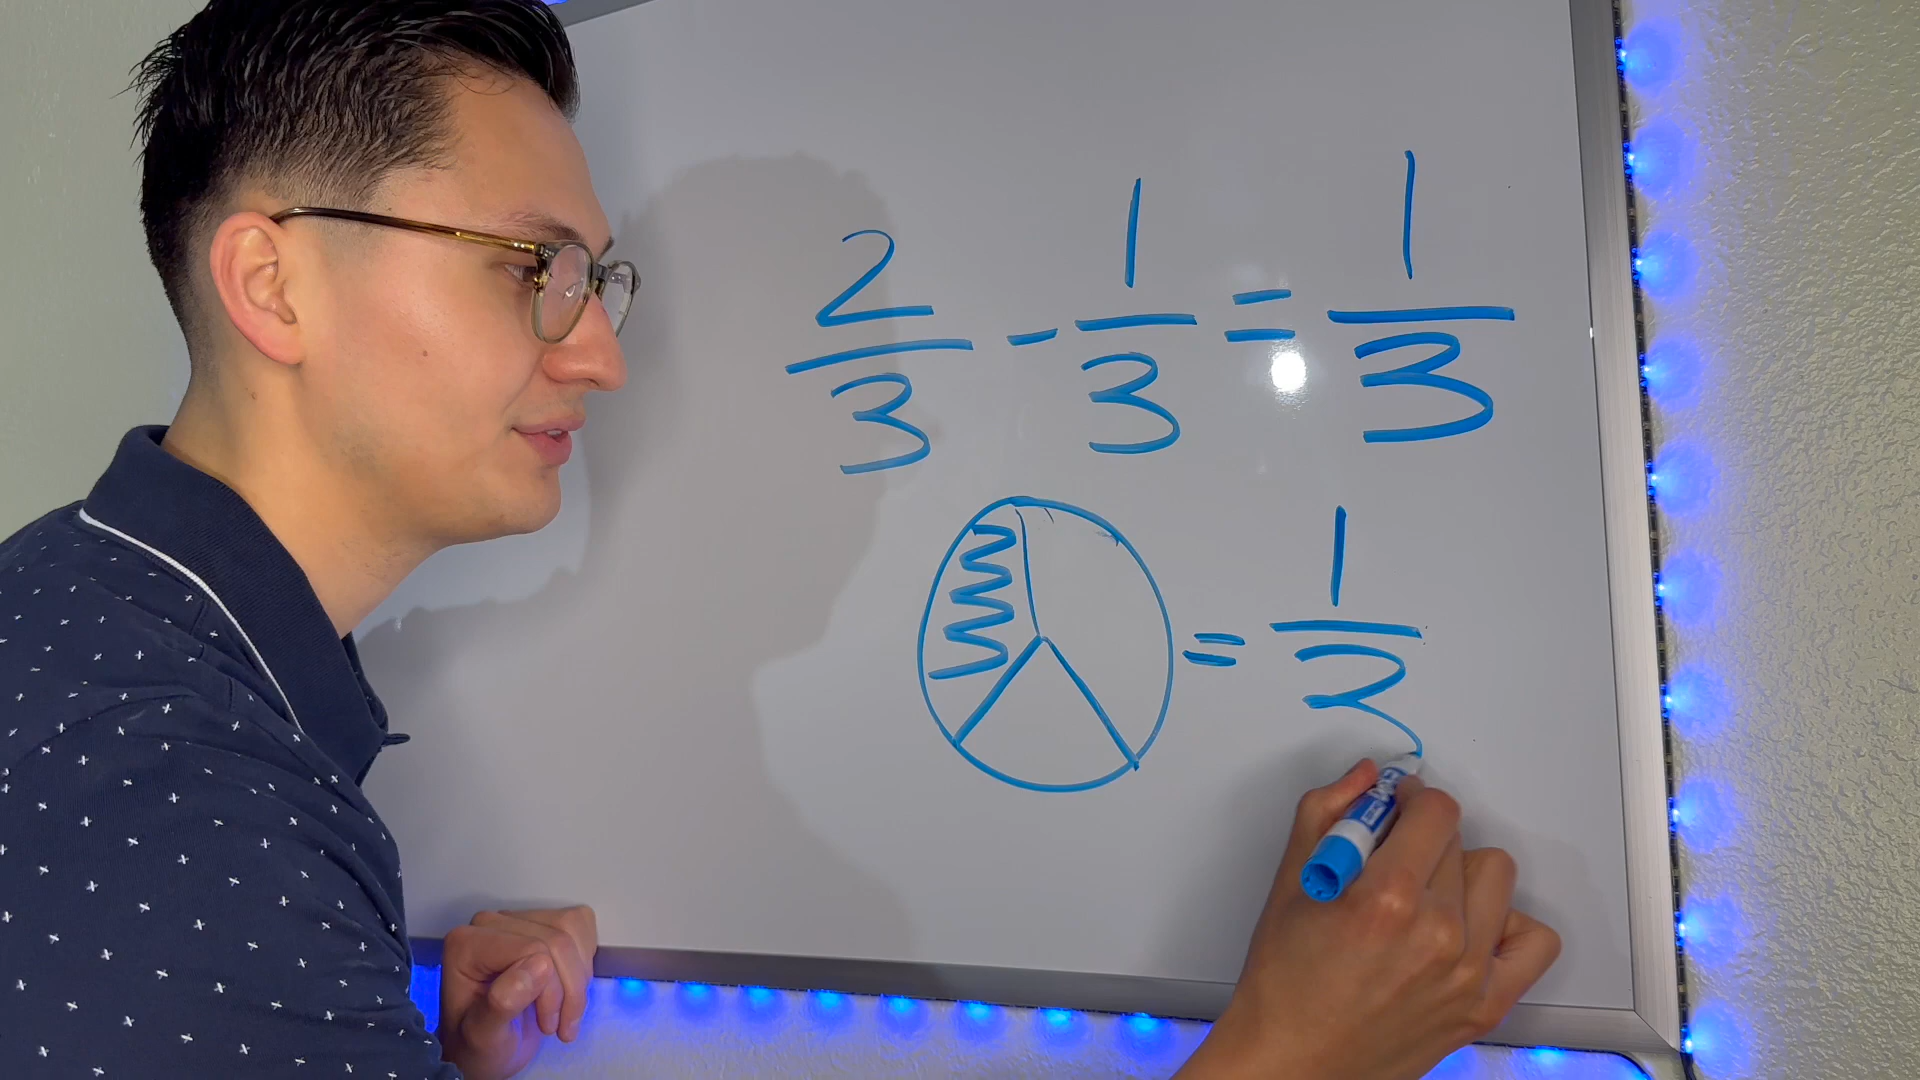 2/3 - 1/3 = 1/3
= 1/3